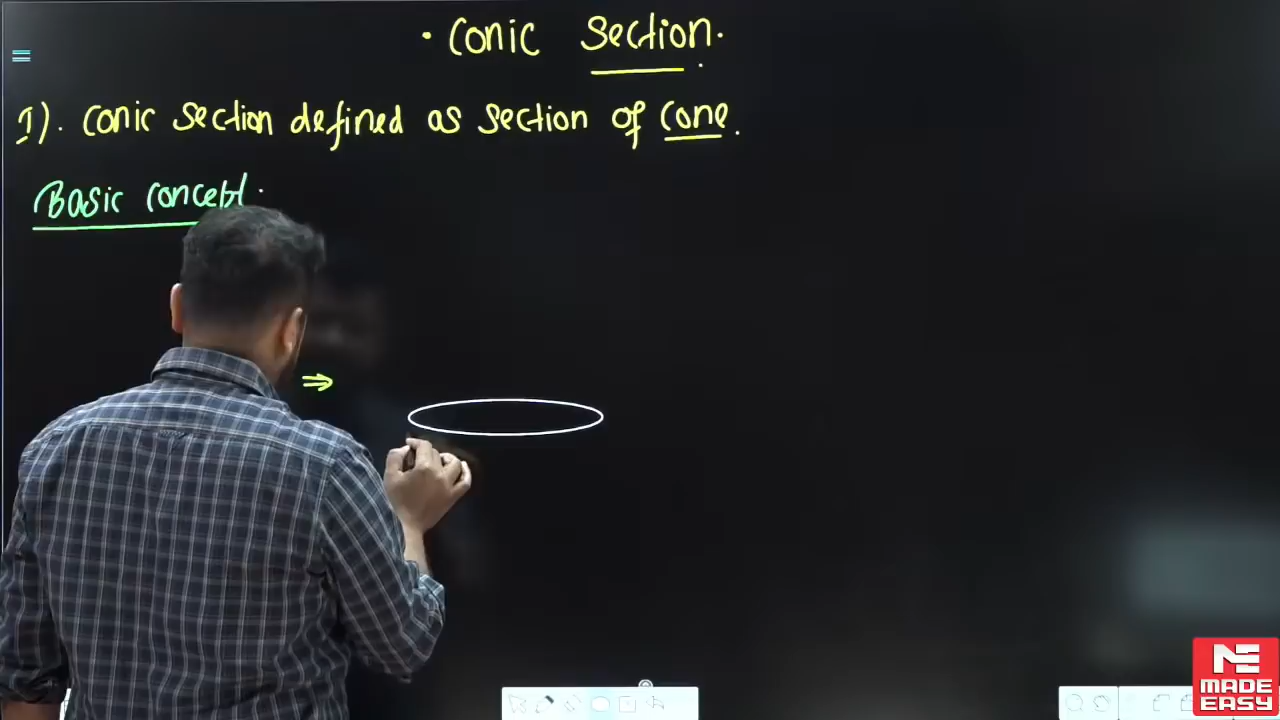 • Conic Section.
1). Conic Section defined as section of Cone.
Basic concept.
⇒
MADE
EASY